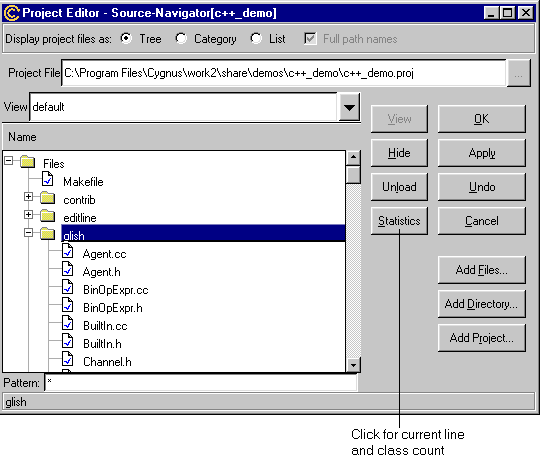 Project Editor - Source-Navigator[c++_demo]
Display project files as: Tree Category List Full path names
Project File C:\Program Files\Cygnus\work2\share\demos\c++_demo\c++_demo.proj ...
View default
View OK
Name
Hide Apply
Files
Makefile
Unload Undo
contrib
editline
Statistics Cancel
glish
Agent.cc
Agent.h
Add Files...
BinOpExpr.cc
BinOpExpr.h
Add Directory...
BuiltIn.cc
BuiltIn.h
Add Project...
Channel.h
Pattern: *
glish
Click for current line
and class count